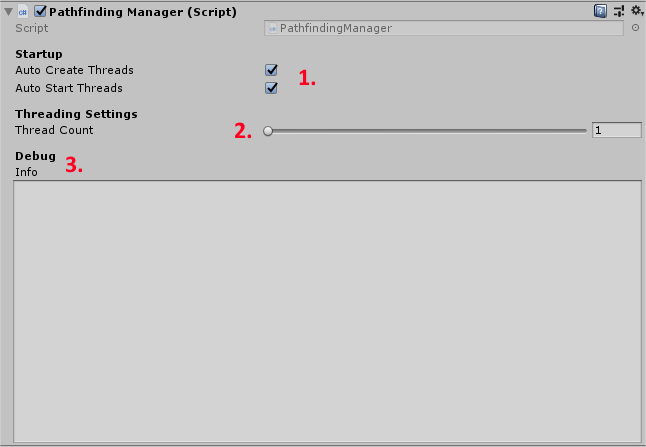 Pathfinding Manager (Script)
Script PathfindingManager
Startup
Auto Create Threads
1.
Auto Start Threads
Threading Settings
Thread Count 2. 1
Debug
3.
Info